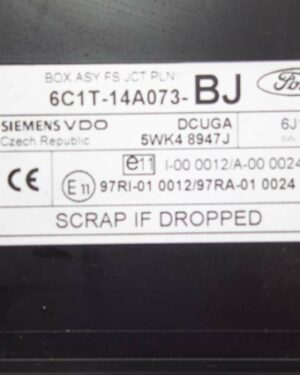 BOX ASY FS JCT PLN
6C1T-14A073-BJ
Ford
SIEMENS VDO DCUGA 6J1
Czech Republic 5WK4 8947J
e11 I-00 0012/A-00 0024
CE E11 97RI-01 0012/97RA-01 0024
SCRAP IF DROPPED